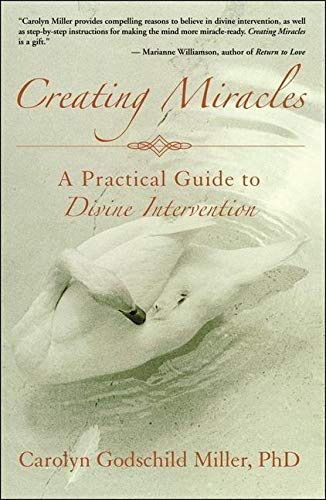 “Carolyn Miller provides compelling reasons to believe in divine intervention, as well
as step-by-step instructions for making the mind more miracle-ready. Creating Miracles
is a gift.”
— Marianne Williamson, author of Return to Love
Creating Miracles
A Practical Guide to
Divine Intervention
Carolyn Godschild Miller, PhD